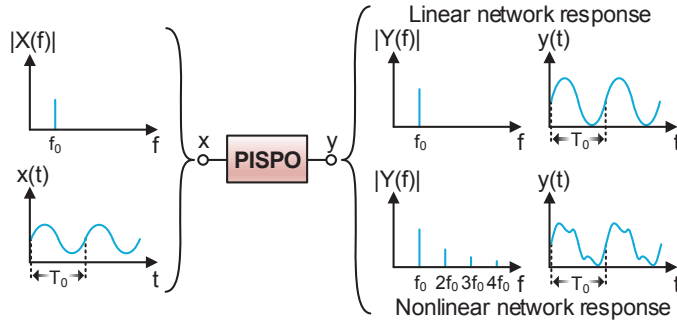 Linear network response
|X(f)|
f₀
f
x(t)
T₀
t
x
PISPO
y
|Y(f)|
f₀
f
y(t)
T₀
t
|Y(f)|
f₀ 2f₀ 3f₀ 4f₀
f
y(t)
T₀
t
Nonlinear network response